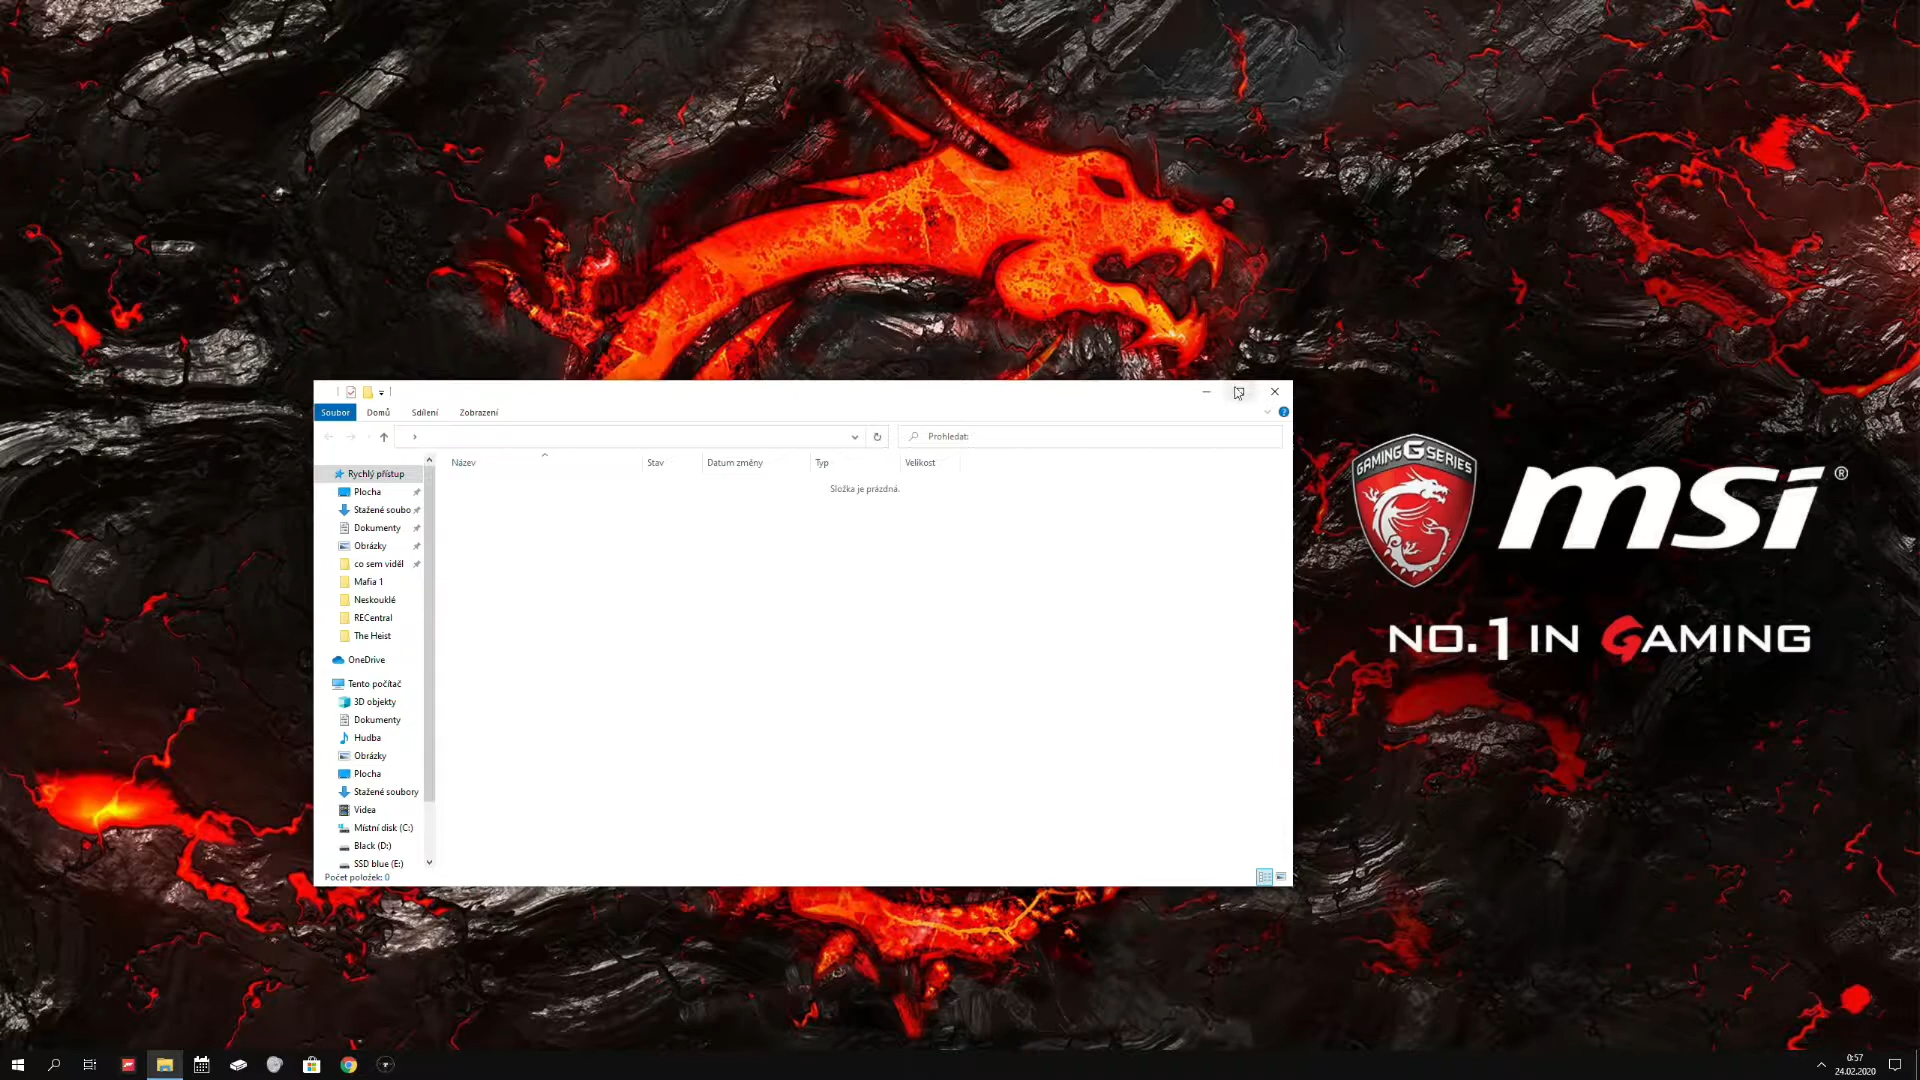 Soubor
Domů
Sdílení
Zobrazení
Prohledat:
Název
Stav
Datum změny
Typ
Velikost
Složka je prázdná.
Rychlý přístup
Plocha
Stažené soubo
Dokumenty
Obrázky
co sem viděl
Mafia 1
Neskouklé
RECentral
The Heist
OneDrive
Tento počítač
3D objekty
Dokumenty
Hudba
Obrázky
Plocha
Stažené soubory
Videa
Místní disk (C:)
Black (D:)
SSD blue (E:)
Počet položek: 0
GAMING G SERIES
msi®
NO.1 IN GAMING
0:57
24.02.2020